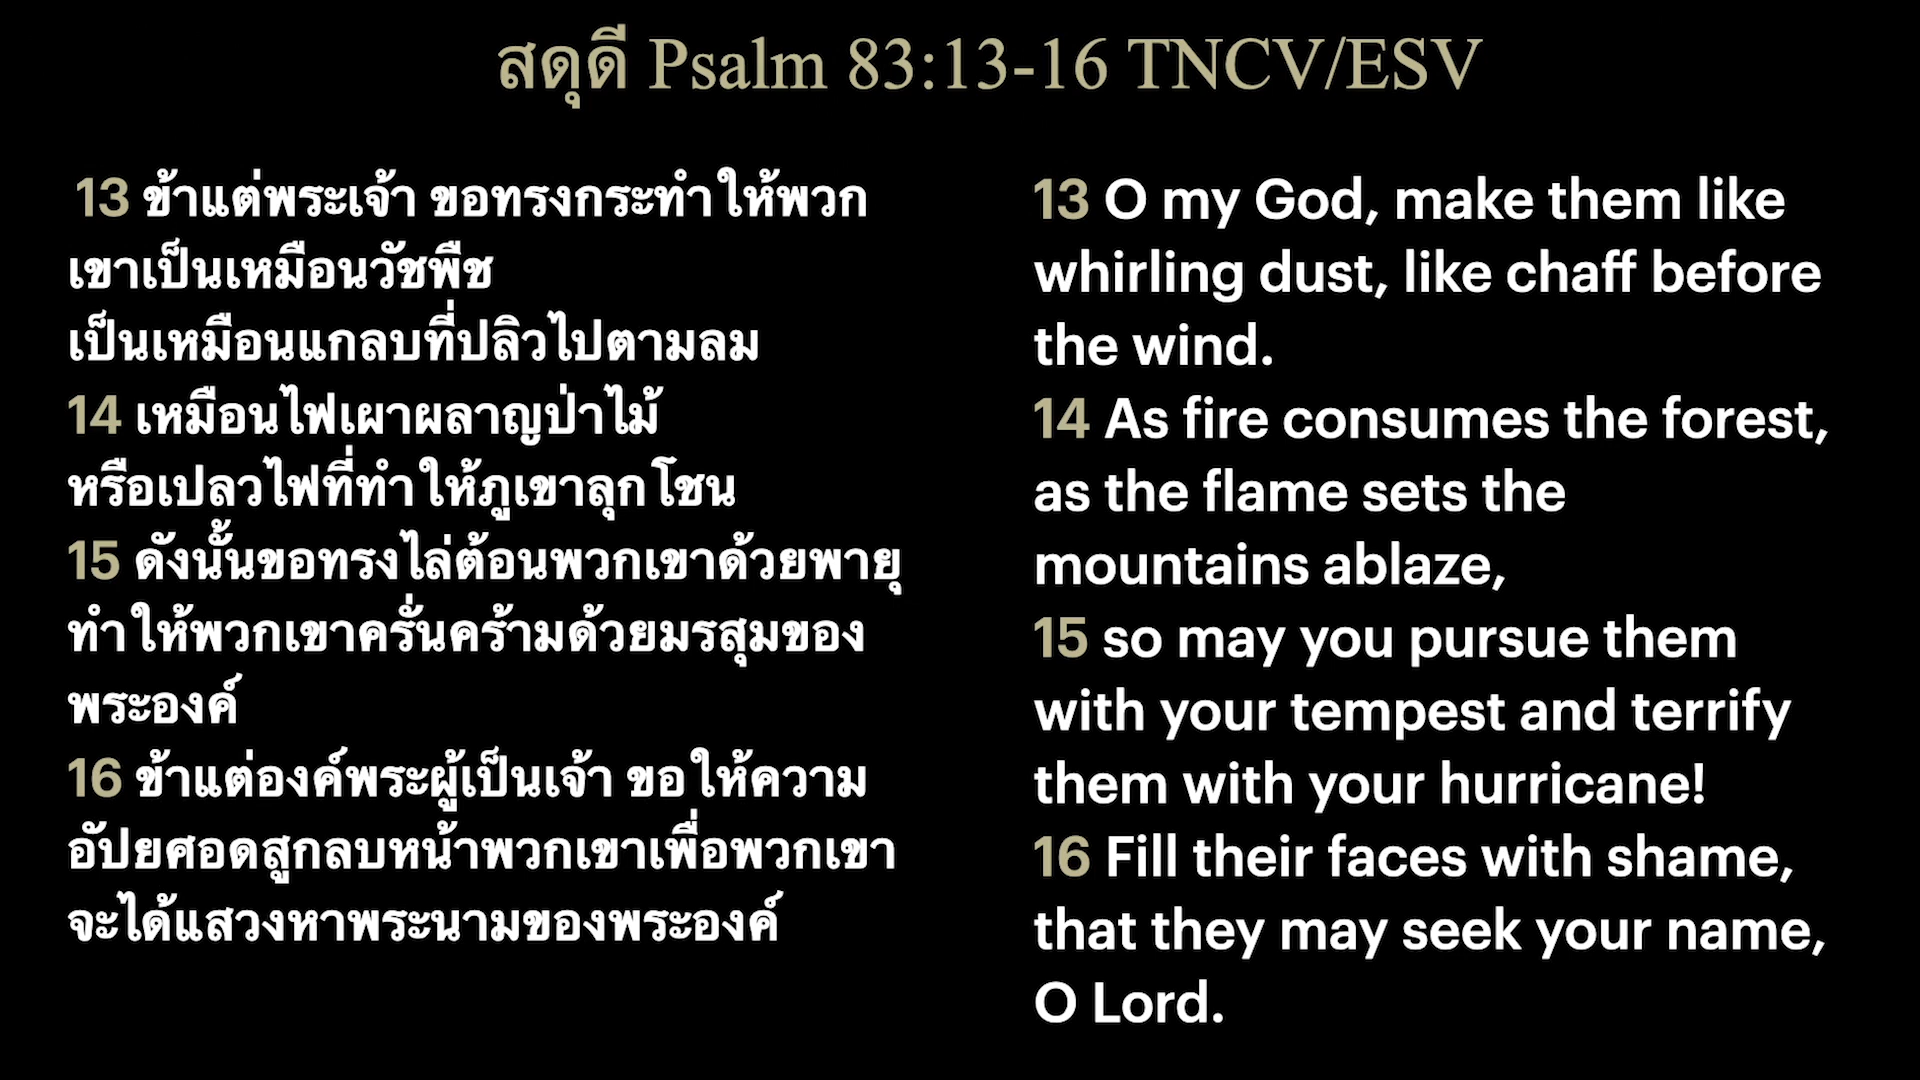 สดุดี Psalm 83:13-16 TNCV/ESV
13 ข้าแต่พระเจ้า ขอทรงกระทำให้พวก
เขาเป็นเหมือนวัชพืช
เป็นเหมือนแกลบที่ปลิวไปตามลม
14 เหมือนไฟเผาผลาญป่าไม้
หรือเปลวไฟที่ทำให้ภูเขาลุกโชน
15 ดังนั้นขอทรงไล่ต้อนพวกเขาด้วยพายุ
ทำให้พวกเขาครั่นคร้ามด้วยมรสุมของ
พระองค์
16 ข้าแต่องค์พระผู้เป็นเจ้า ขอให้ความ
อัปยศอดสูกลบหน้าพวกเขาเพื่อพวกเขา
จะได้แสวงหาพระนามของพระองค์
13 O my God, make them like
whirling dust, like chaff before
the wind.
14 As fire consumes the forest,
as the flame sets the
mountains ablaze,
15 so may you pursue them
with your tempest and terrify
them with your hurricane!
16 Fill their faces with shame,
that they may seek your name,
O Lord.